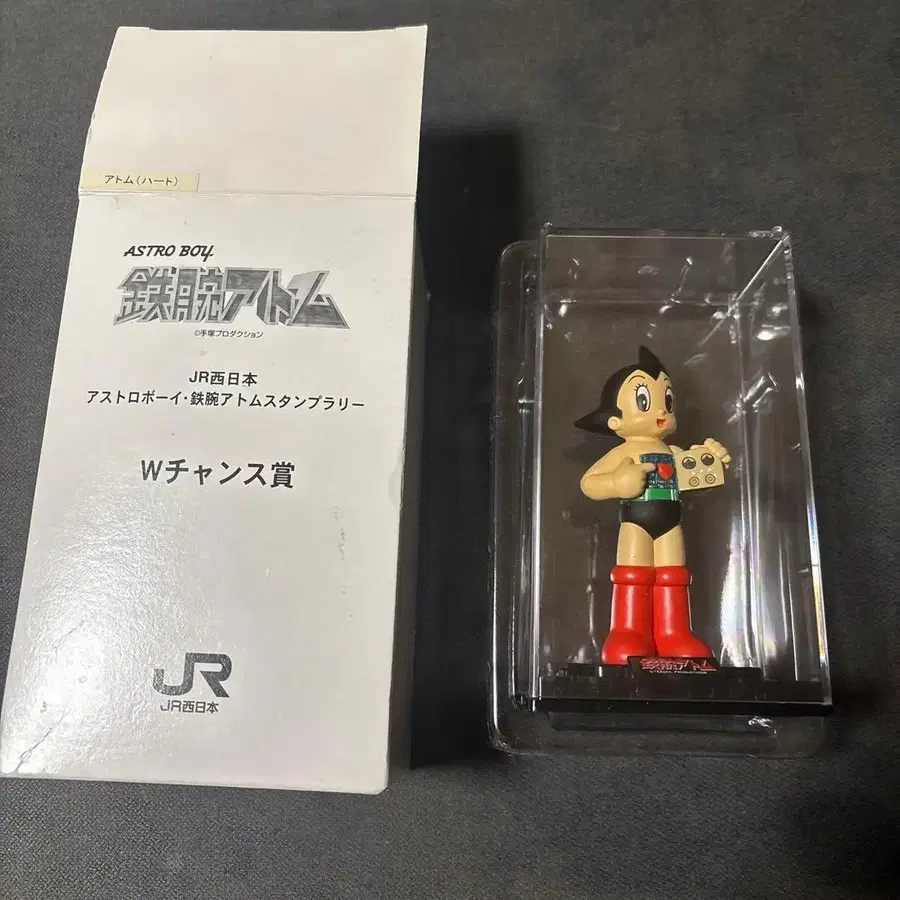 アトム(ハート)
ASTRO BOY
鉄腕アトム
©手塚プロダクション
JR西日本
アストロボーイ・鉄腕アトムスタンプラリー
Wチャンス賞
JR
JR西日本
鉄腕アトム
©TEZUKA PRODUCTIONS